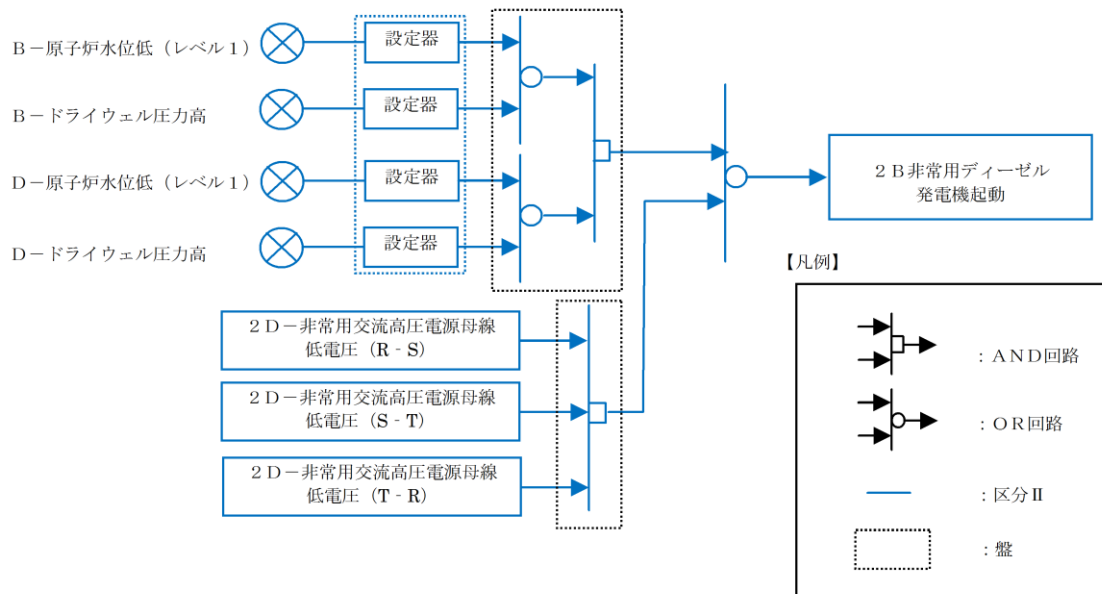 B－原子炉水位低（レベル１）
設定器
B－ドライウェル圧力高
設定器
D－原子炉水位低（レベル１）
設定器
D－ドライウェル圧力高
設定器
２B非常用ディーゼル
発電機起動
２D－非常用交流高圧電源母線
低電圧（R‐S）
２D－非常用交流高圧電源母線
低電圧（S‐T）
２D－非常用交流高圧電源母線
低電圧（T‐R）
【凡例】
：AND回路
：OR回路
：区分Ⅱ
：盤